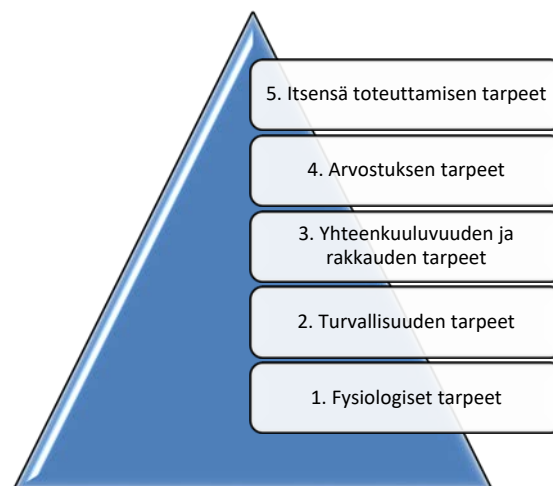 5. Itsensä toteuttamisen tarpeet
4. Arvostuksen tarpeet
3. Yhteenkuuluvuuden ja
rakkauden tarpeet
2. Turvallisuuden tarpeet
1. Fysiologiset tarpeet